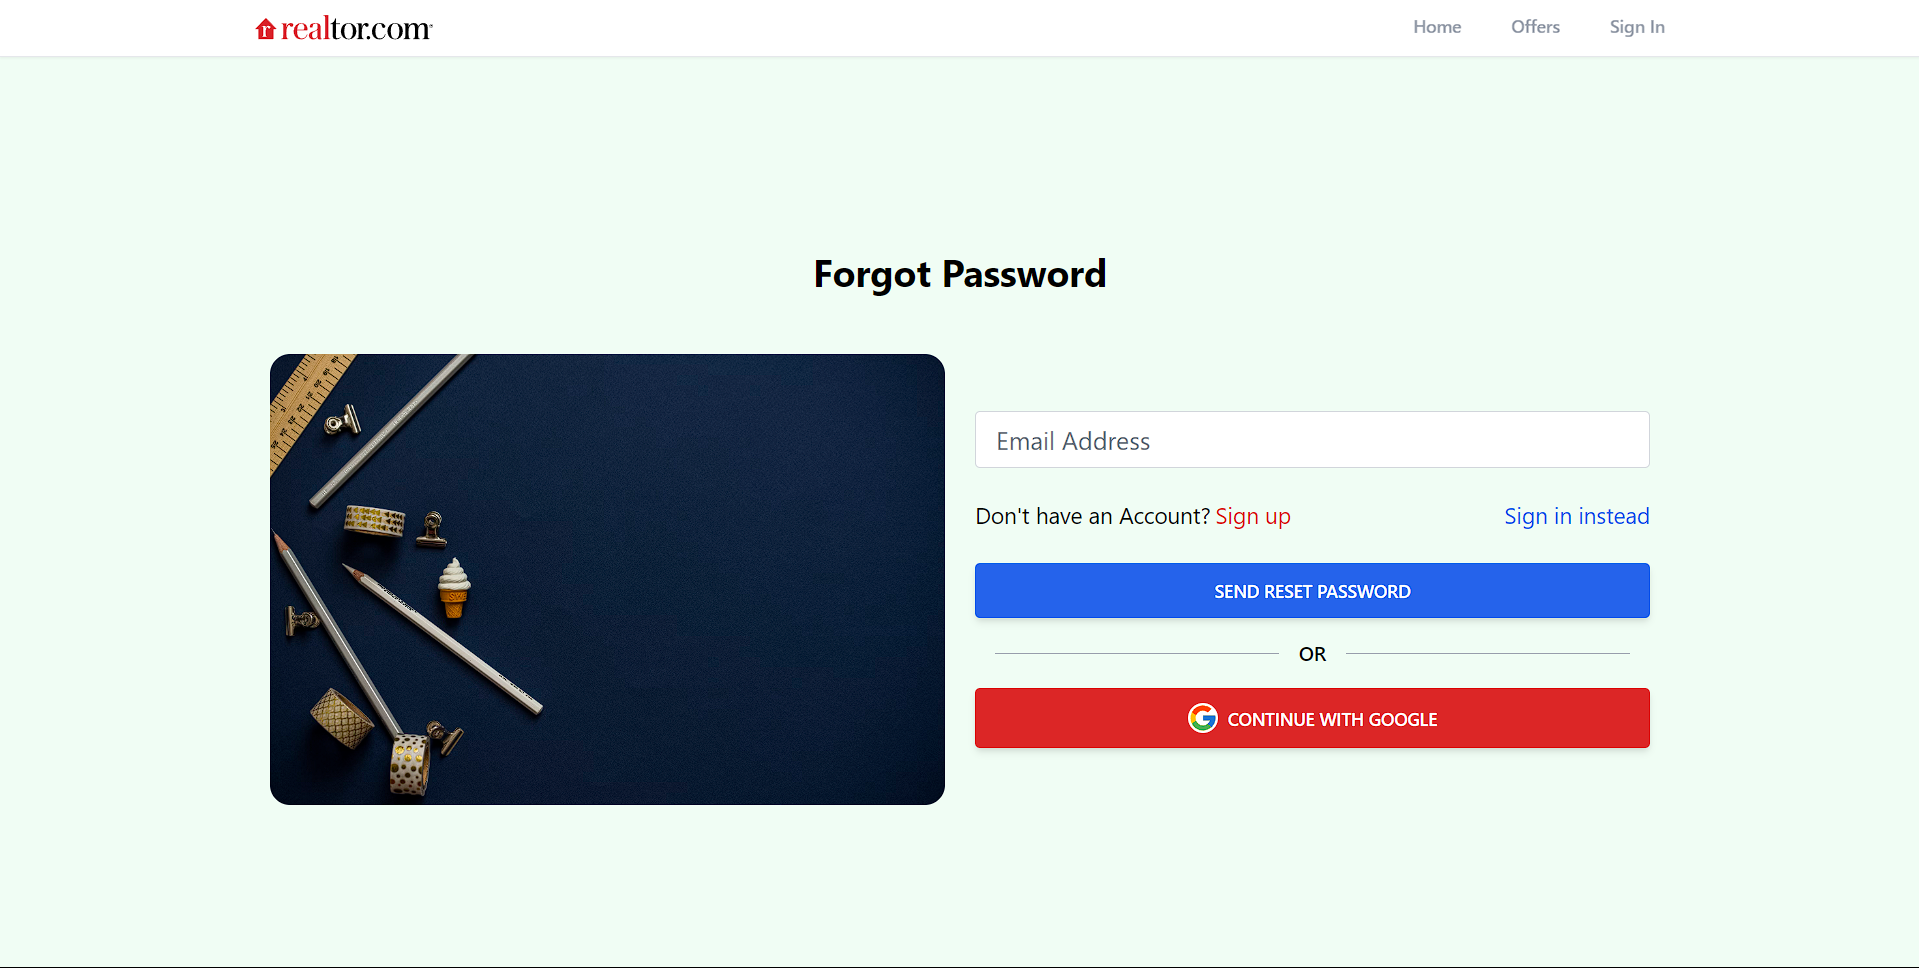 realtor.com
Home Offers Sign In
Forgot Password
Email Address
Don't have an Account? Sign up Sign in instead
SEND RESET PASSWORD
OR
CONTINUE WITH GOOGLE